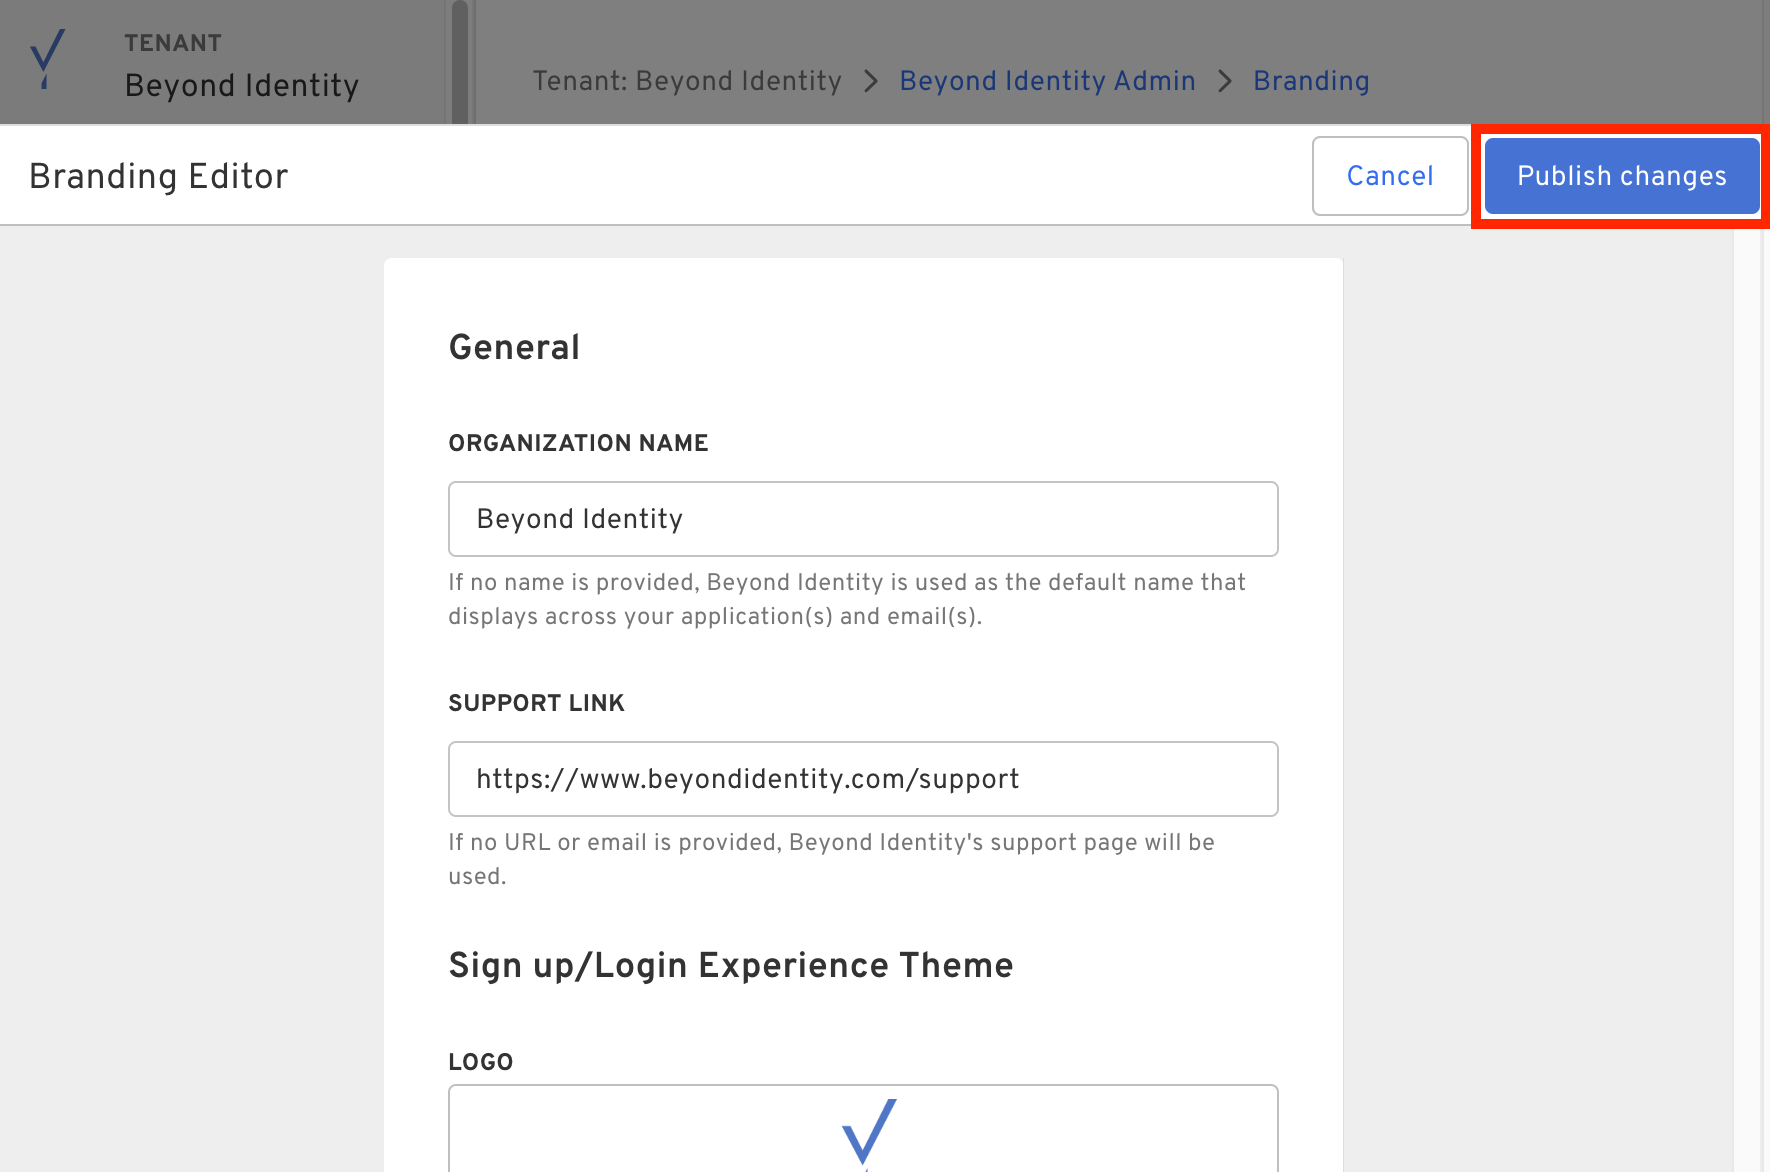 TENANT
Beyond Identity
Tenant: Beyond Identity > Beyond Identity Admin > Branding
Branding Editor
Cancel
Publish changes
General
ORGANIZATION NAME
Beyond Identity
If no name is provided, Beyond Identity is used as the default name that
displays across your application(s) and email(s).
SUPPORT LINK
https://www.beyondidentity.com/support
If no URL or email is provided, Beyond Identity's support page will be
used.
Sign up/Login Experience Theme
LOGO